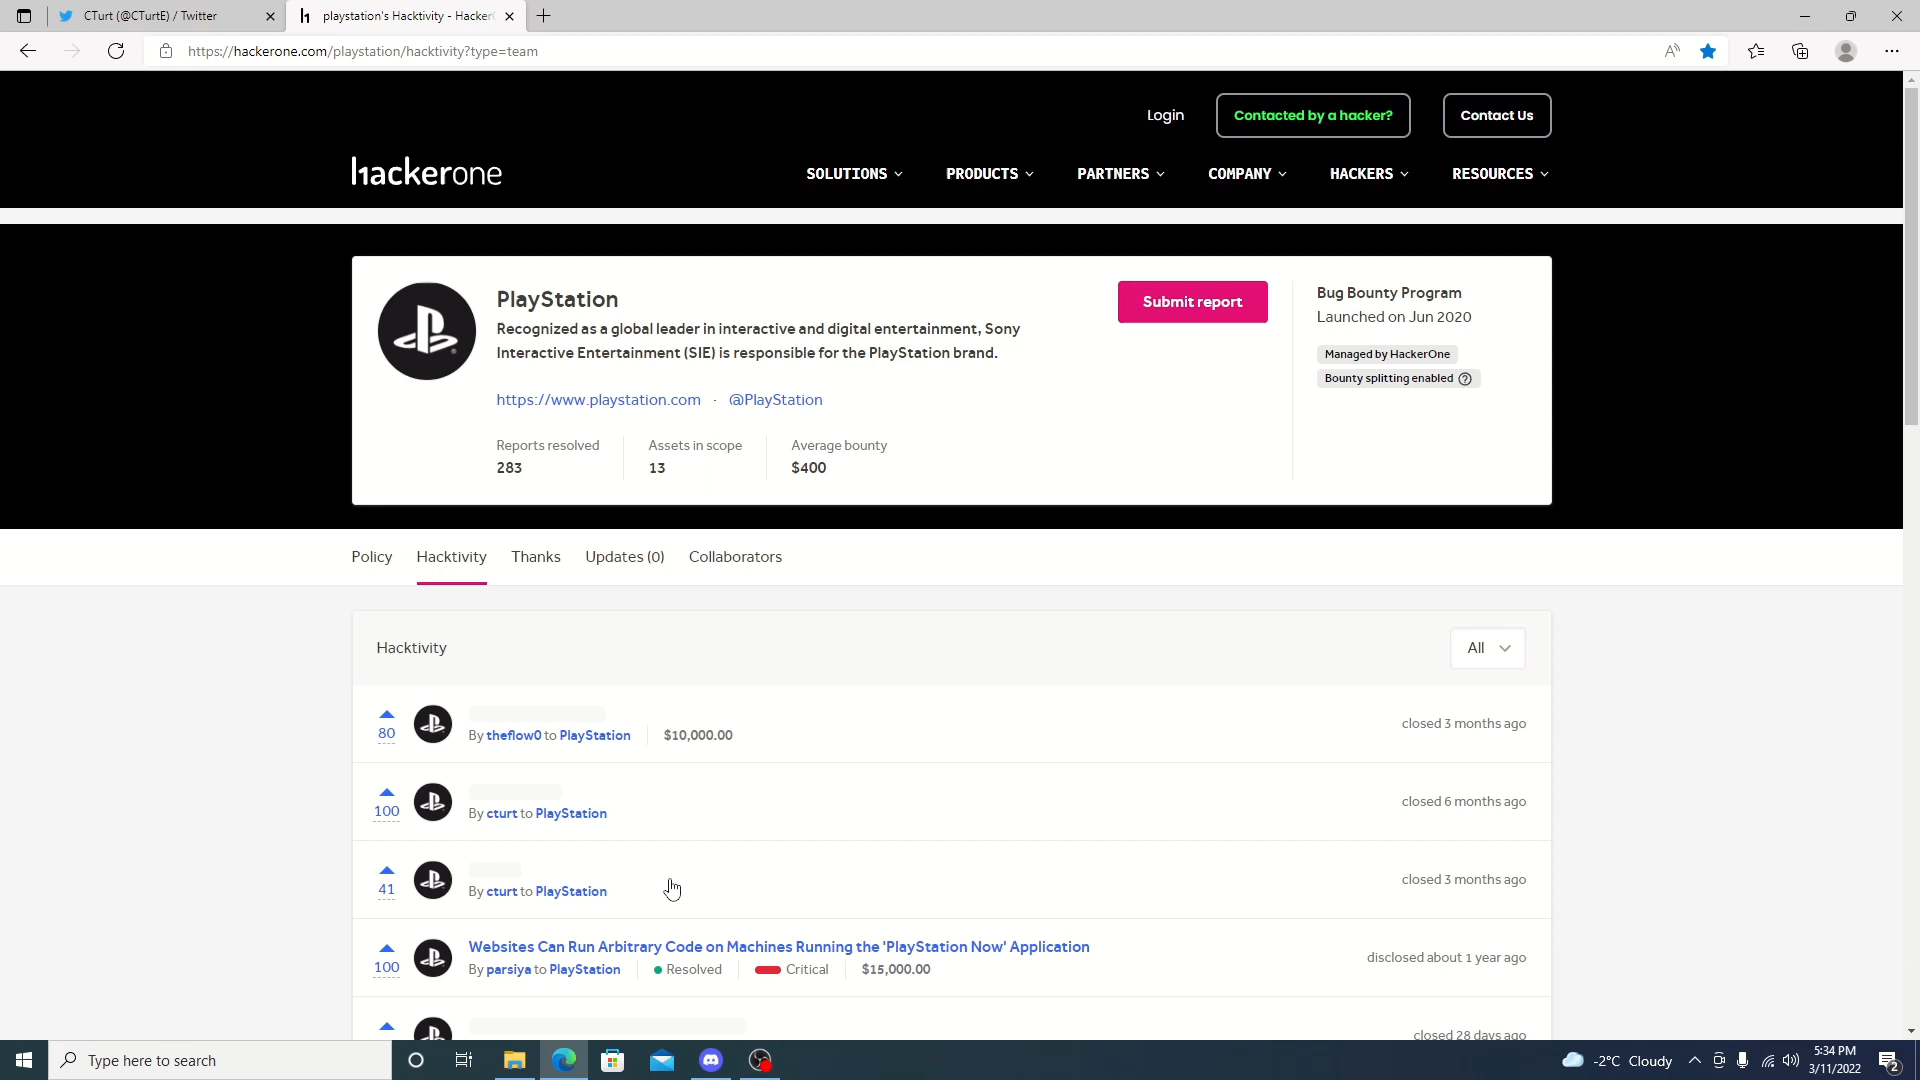 CTurt (@CTurtE) / Twitter
playstation's Hacktivity - Hacker
https://hackerone.com/playstation/hacktivity?type=team
Login
Contacted by a hacker?
Contact Us
hackerone
SOLUTIONS
PRODUCTS
PARTNERS
COMPANY
HACKERS
RESOURCES
PlayStation
Recognized as a global leader in interactive and digital entertainment, Sony
Interactive Entertainment (SIE) is responsible for the PlayStation brand.
https://www.playstation.com · @PlayStation
Submit report
Bug Bounty Program
Launched on Jun 2020
Managed by HackerOne
Bounty splitting enabled ?
Reports resolved
283
Assets in scope
13
Average bounty
$400
Policy
Hacktivity
Thanks
Updates (0)
Collaborators
Hacktivity
All
80
By theflow0 to PlayStation
$10,000.00
closed 3 months ago
100
By cturt to PlayStation
closed 6 months ago
41
By cturt to PlayStation
closed 3 months ago
100
Websites Can Run Arbitrary Code on Machines Running the 'PlayStation Now' Application
By parsiya to PlayStation
Resolved
Critical
$15,000.00
disclosed about 1 year ago
closed 28 days ago
Type here to search
-2°C Cloudy
5:34 PM
3/11/2022
2